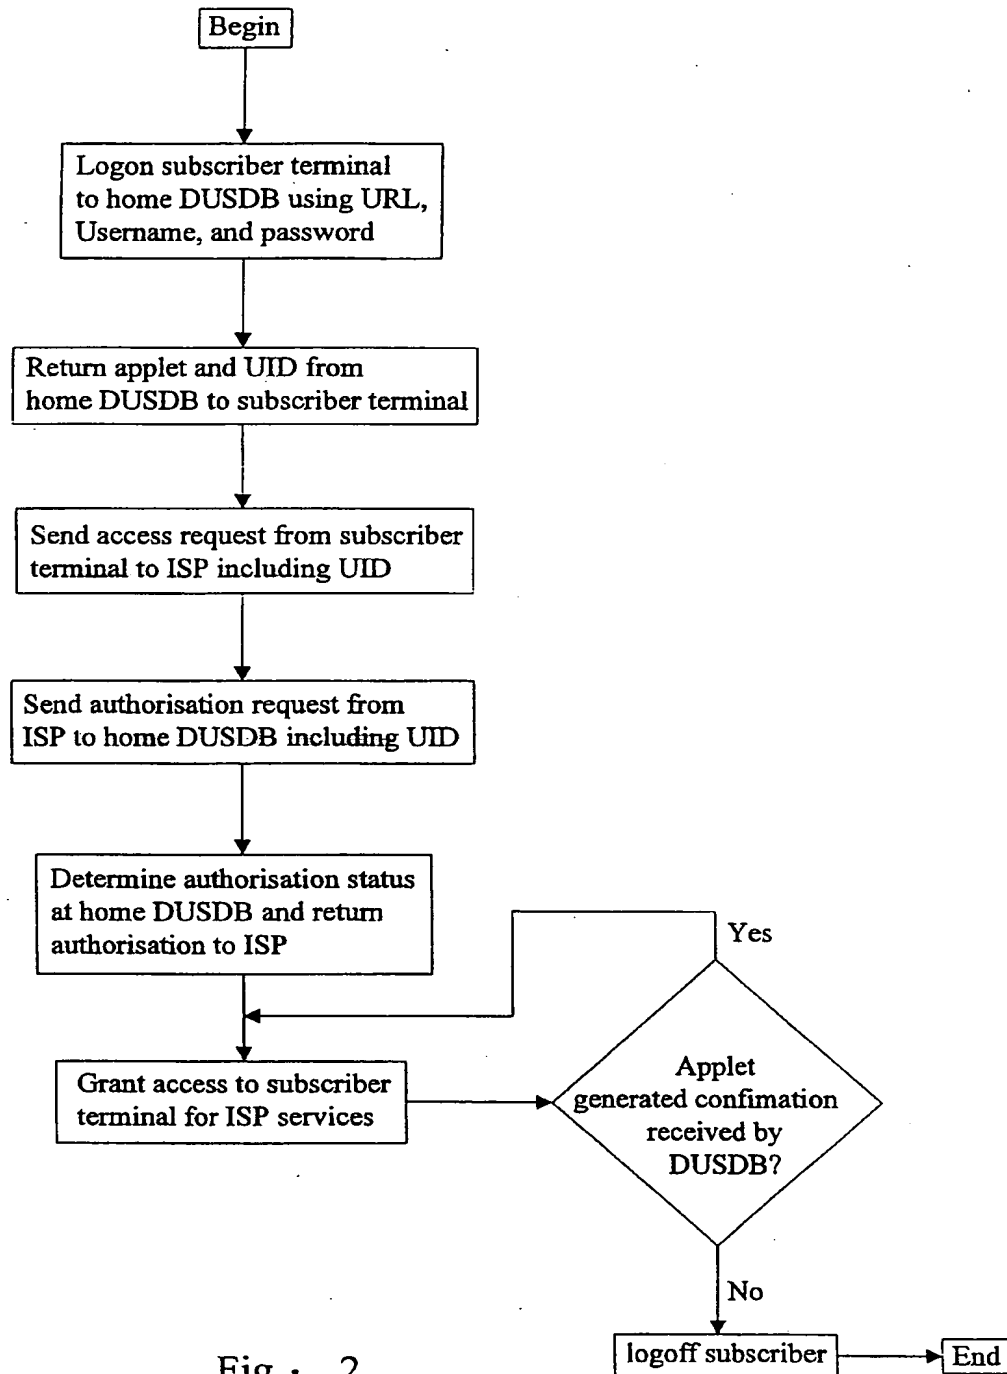 Begin
Logon subscriber terminal
to home DUSDB using URL,
Username, and password
Return applet and UID from
home DUSDB to subscriber terminal
Send access request from subscriber
terminal to ISP including UID
Send authorisation request from
ISP to home DUSDB including UID
Determine authorisation status
at home DUSDB and return
authorisation to ISP
Yes
Grant access to subscriber
terminal for ISP services
Applet
generated confimation
received by
DUSDB?
No
logoff subscriber
End
Fig. 2